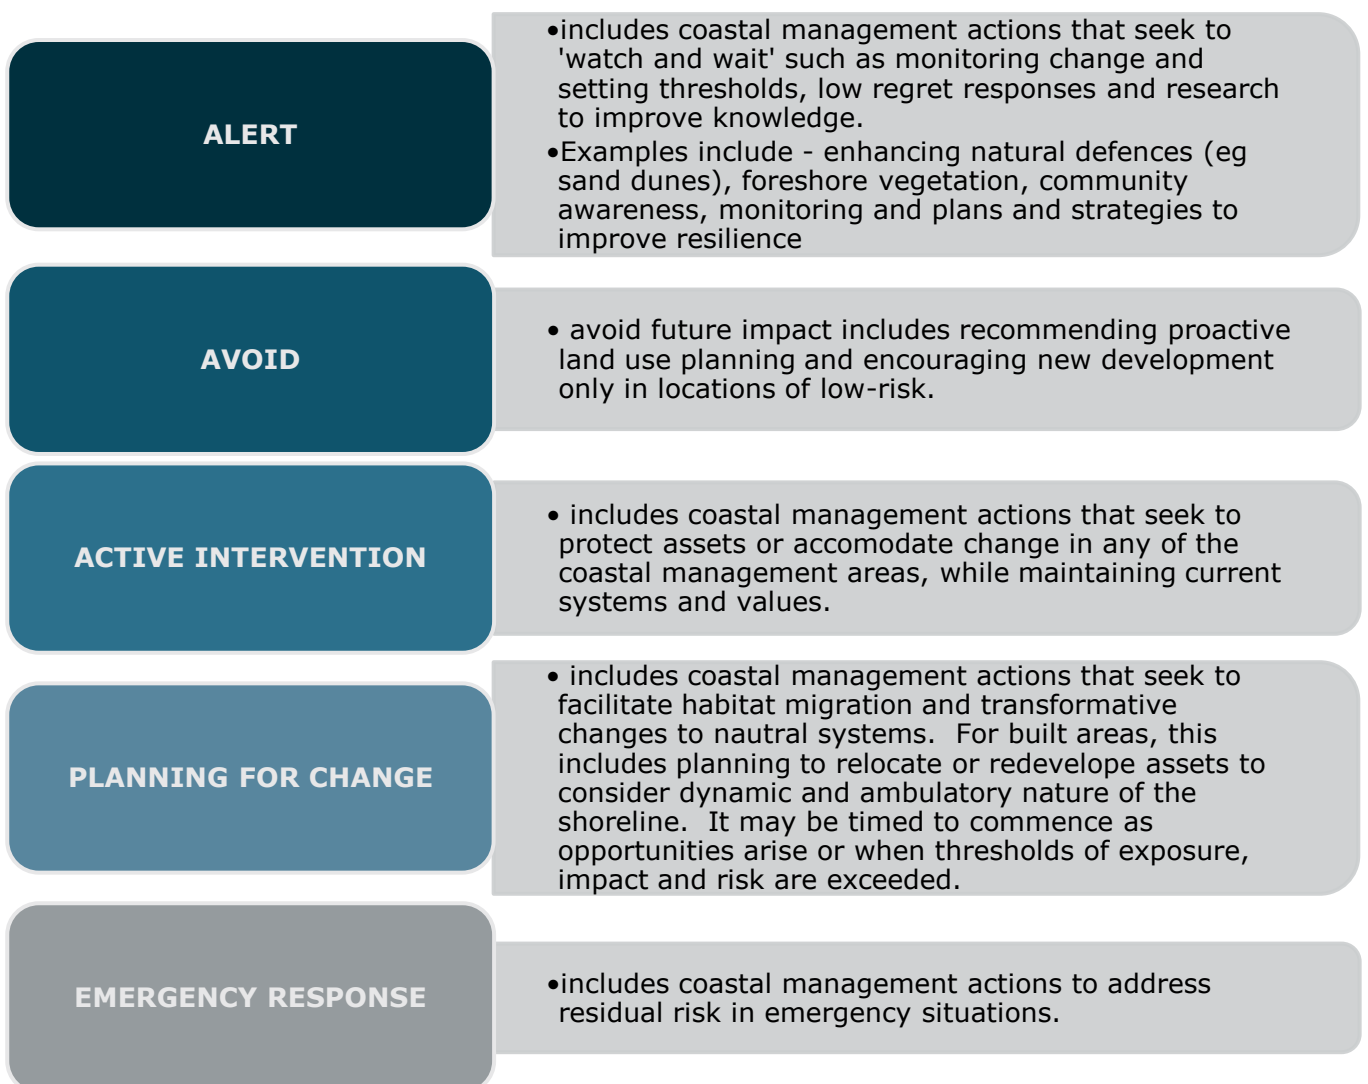 ALERT
•includes coastal management actions that seek to
'watch and wait' such as monitoring change and
setting thresholds, low regret responses and research
to improve knowledge.
•Examples include - enhancing natural defences (eg
sand dunes), foreshore vegetation, community
awareness, monitoring and plans and strategies to
improve resilience
AVOID
• avoid future impact includes recommending proactive
land use planning and encouraging new development
only in locations of low-risk.
ACTIVE INTERVENTION
• includes coastal management actions that seek to
protect assets or accomodate change in any of the
coastal management areas, while maintaining current
systems and values.
PLANNING FOR CHANGE
• includes coastal management actions that seek to
facilitate habitat migration and transformative
changes to nautral systems.  For built areas, this
includes planning to relocate or redevelope assets to
consider dynamic and ambulatory nature of the
shoreline.  It may be timed to commence as
opportunities arise or when thresholds of exposure,
impact and risk are exceeded.
EMERGENCY RESPONSE
•includes coastal management actions to address
residual risk in emergency situations.